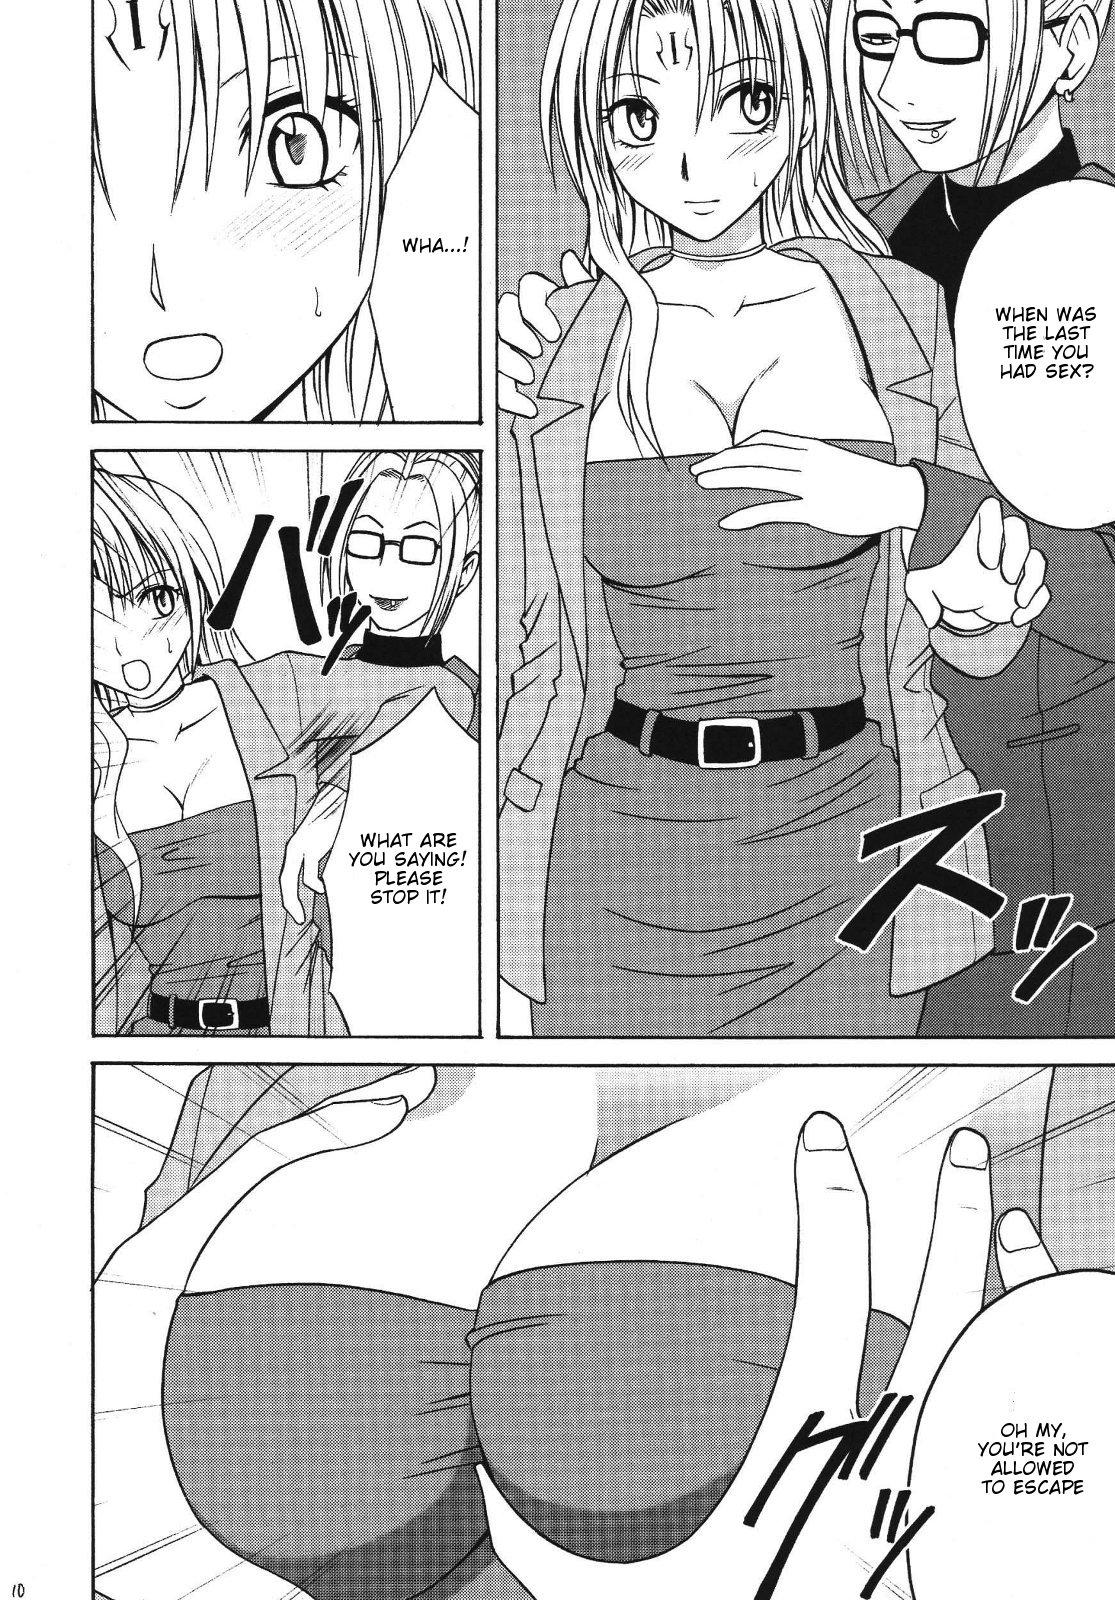 WHEN WAS
THE LAST
TIME YOU
HAD SEX?
スッ
I
WHA...!
I
バッ
WHAT ARE
YOU SAYING!
PLEASE
STOP IT!
グッ
OH MY,
YOU'RE NOT
ALLOWED
TO ESCAPE
10